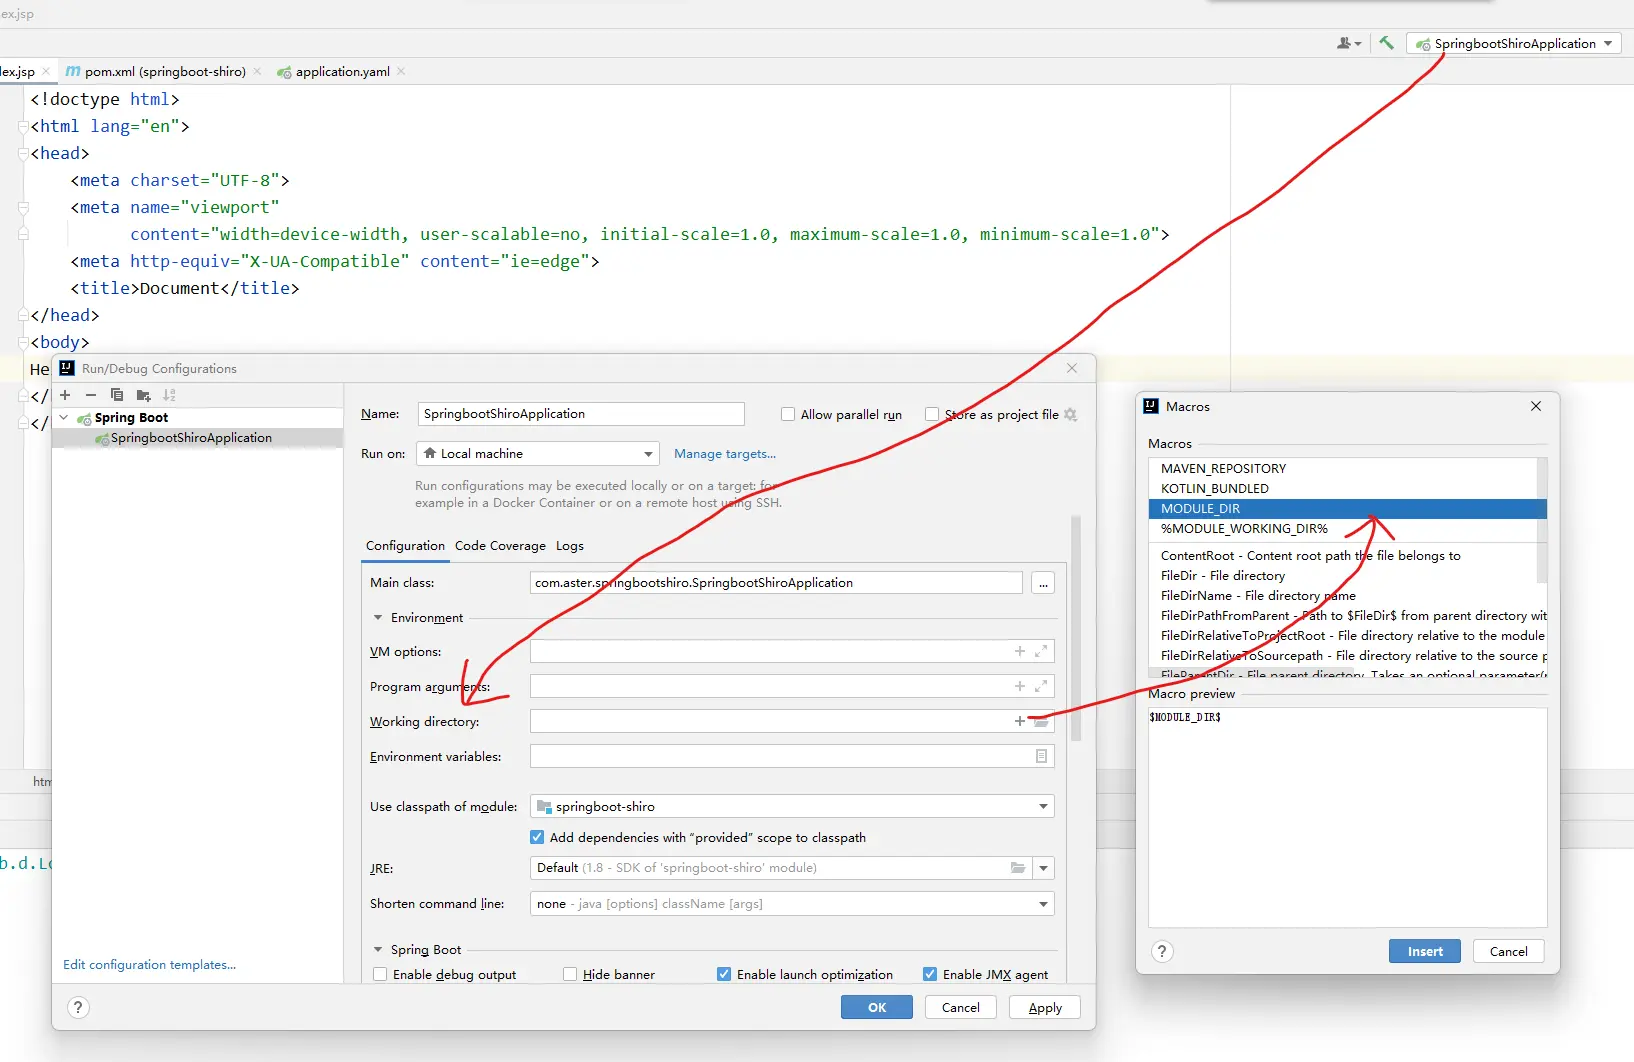 ex.jsp
SpringbootShiroApplication
ex.jsp
pom.xml (springboot-shiro)
application.yaml
<!doctype html>
<html lang="en">
<head>
<meta charset="UTF-8">
<meta name="viewport"
content="width=device-width, user-scalable=no, initial-scale=1.0, maximum-scale=1.0, minimum-scale=1.0">
<meta http-equiv="X-UA-Compatible" content="ie=edge">
<title>Document</title>
</head>
<body>
He
</
</
htm
b.d.Lo
Run/Debug Configurations
Spring Boot
SpringbootShiroApplication
Edit configuration templates...
Name:
SpringbootShiroApplication
Allow parallel run
Store as project file
Run on:
Local machine
Manage targets...
Run configurations may be executed locally or on a target: for
example in a Docker Container or on a remote host using SSH.
Configuration
Code Coverage
Logs
Main class:
com.aster.springbootshiro.SpringbootShiroApplication
...
Environment
VM options:
Program arguments:
Working directory:
Environment variables:
Use classpath of module:
springboot-shiro
Add dependencies with “provided” scope to classpath
JRE:
Default (1.8 - SDK of 'springboot-shiro' module)
Shorten command line:
none - java [options] className [args]
Spring Boot
Enable debug output
Hide banner
Enable launch optimization
Enable JMX agent
?
OK
Cancel
Apply
Macros
Macros
MAVEN_REPOSITORY
KOTLIN_BUNDLED
MODULE_DIR
%MODULE_WORKING_DIR%
ContentRoot - Content root path the file belongs to
FileDir - File directory
FileDirName - File directory name
FileDirPathFromParent - Path to $FileDir$ from parent directory wit
FileDirRelativeToProjectRoot - File directory relative to the module
FileDirRelativeToSourcepath - File directory relative to the source p
FileParentDir - File parent directory. Takes an optional parameter(r
Macro preview
$MODULE_DIR$
?
Insert
Cancel